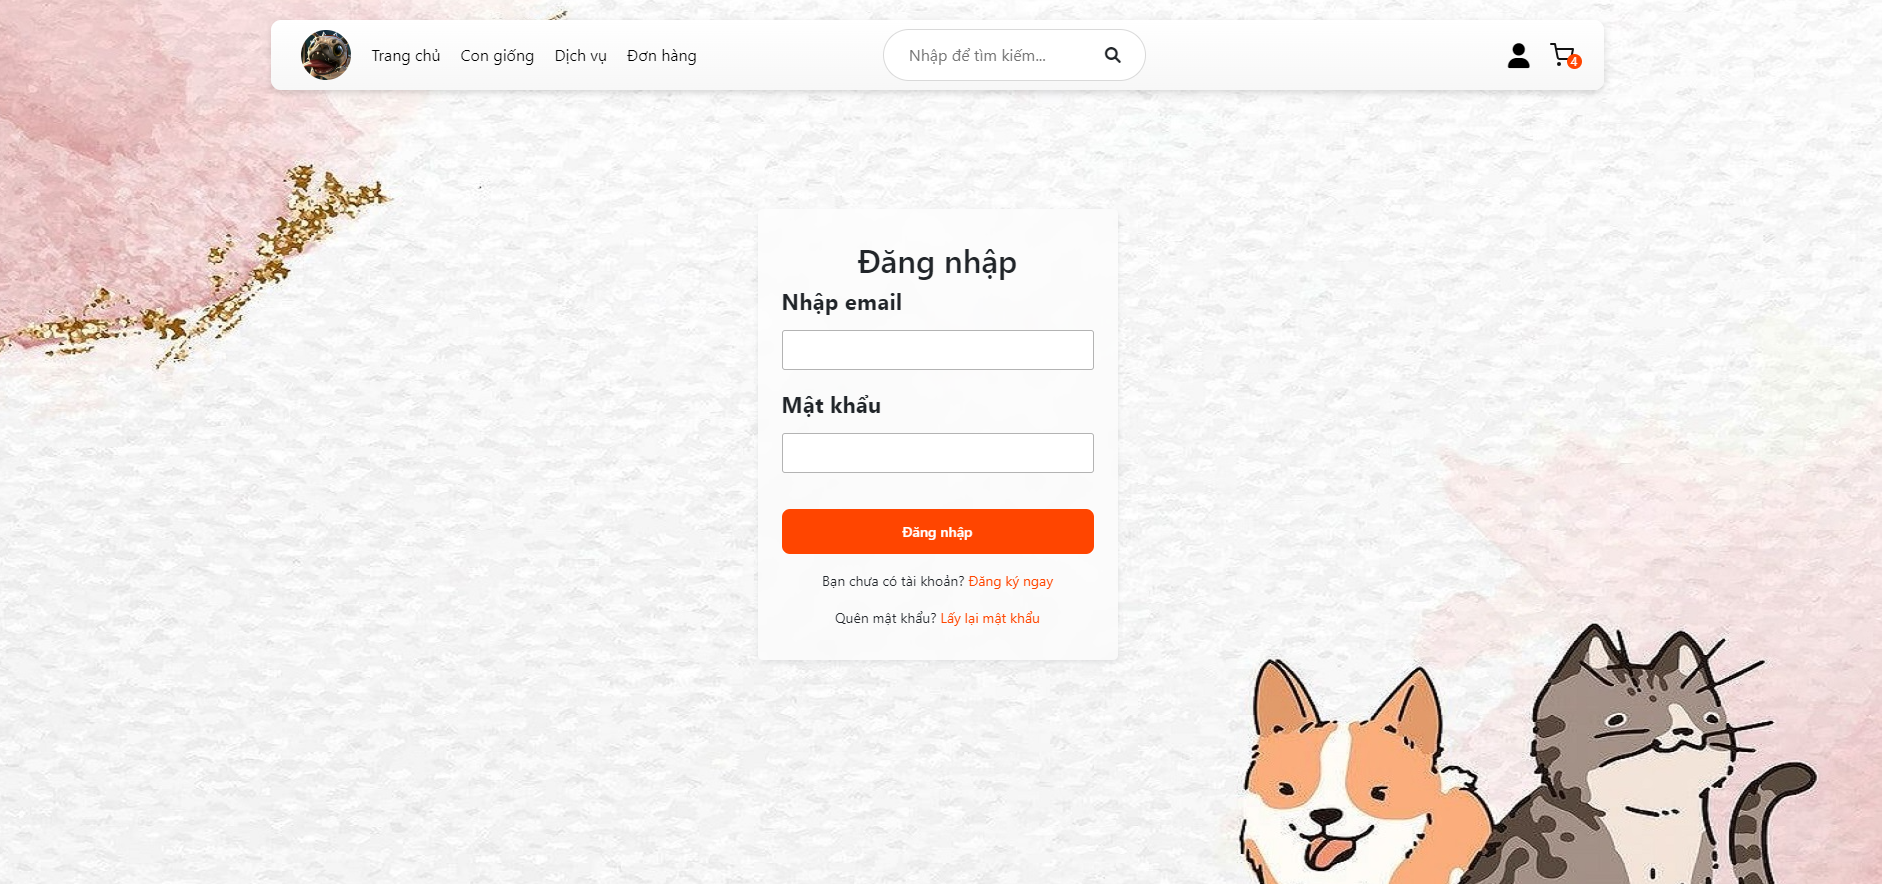 Trang chủ Con giống Dịch vụ Đơn hàng Nhập để tìm kiếm... 4
Đăng nhập
Nhập email
Mật khẩu
Đăng nhập
Bạn chưa có tài khoản? Đăng ký ngay
Quên mật khẩu? Lấy lại mật khẩu